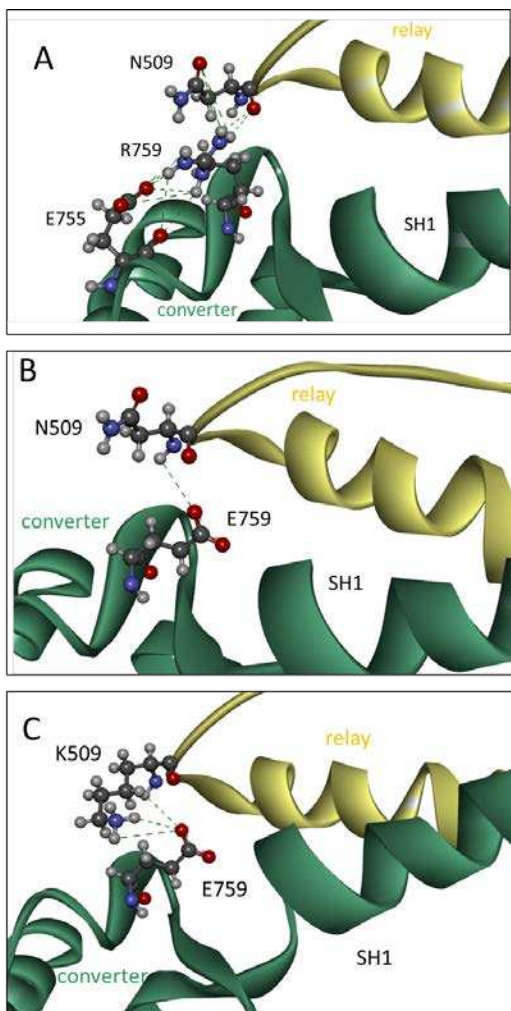 A
N509
relay
R759
E755
SH1
converter
B
N509
relay
converter
E759
SH1
C
K509
relay
E759
converter
SH1